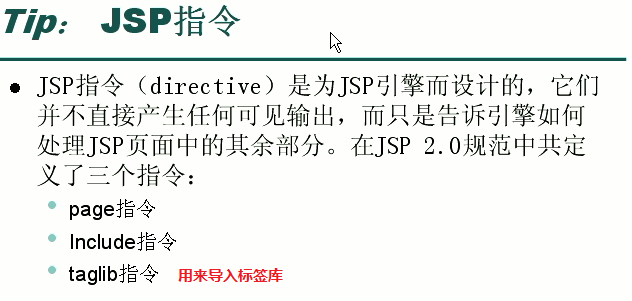 Tip： JSP指令
JSP指令（directive）是为JSP引擎而设计的，它们
并不直接产生任何可见输出，而只是告诉引擎如何
处理JSP页面中的其余部分。在JSP 2.0规范中共定
义了三个指令：
page指令
Include指令
taglib指令 用来导入标签库